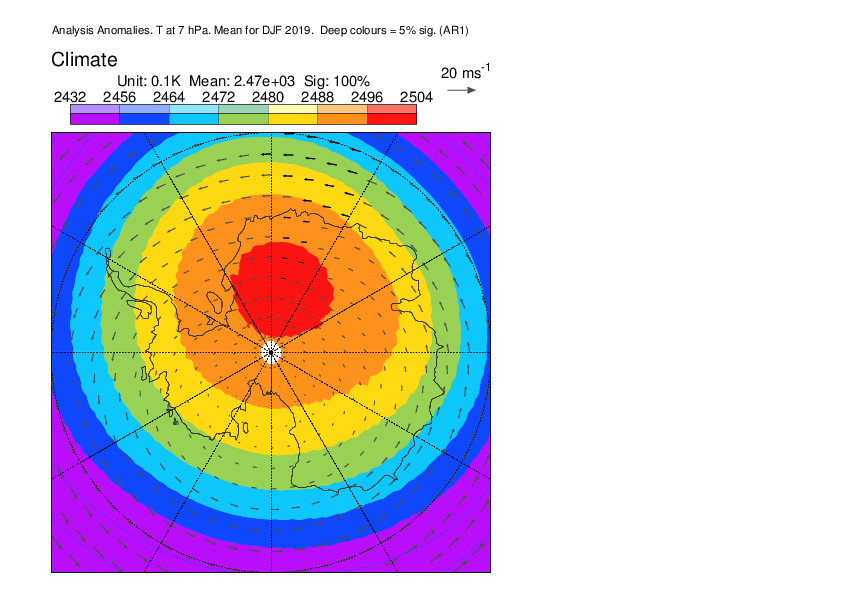 Analysis Anomalies. T at 7 hPa. Mean for DJF 2019.  Deep colours = 5% sig. (AR1)
Climate
20 ms-1
Unit: 0.1K  Mean: 2.47e+03  Sig: 100%
2432 2456 2464 2472 2480 2488 2496 2504